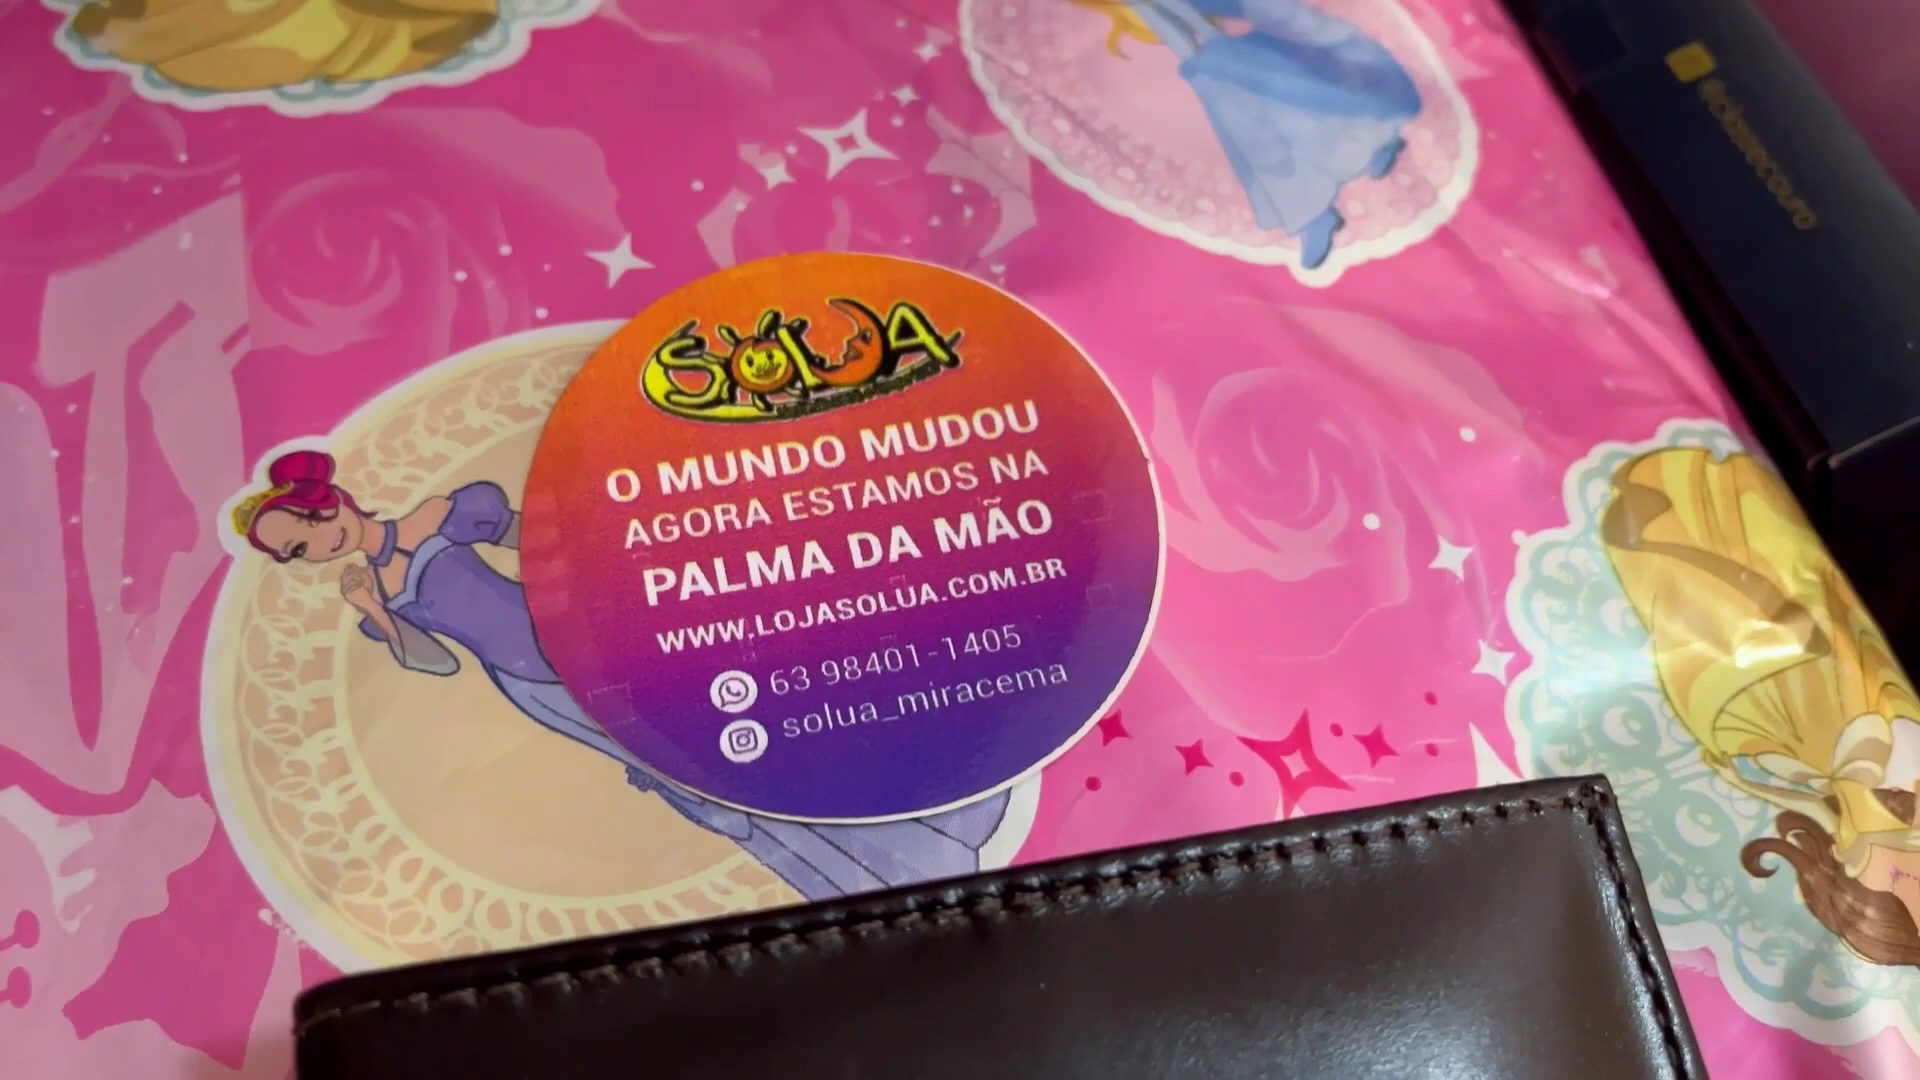 SOLUA
O MUNDO MUDOU
AGORA ESTAMOS NA
PALMA DA MÃO
WWW.LOJASOLUA.COM.BR
63 98401-1405
solua_miracema